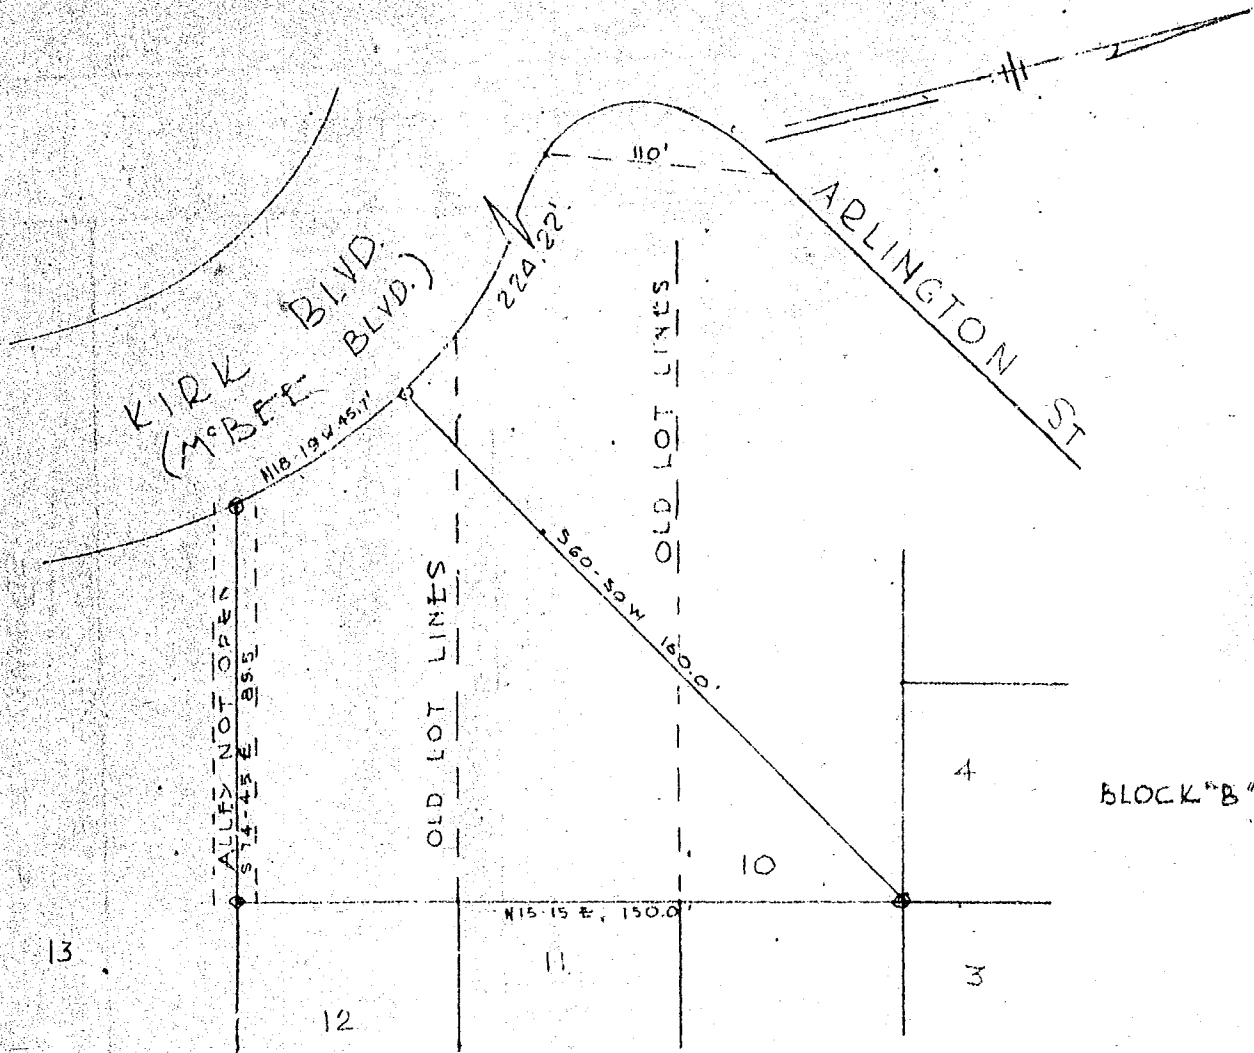 110'
ARLINGTON ST
224.22'
KIRK BLVD.
(McBEE BLVD.)
N18-19 W 45.7'
OLD LOT LINES
S60-50 W 160.0'
OLD LOT LINES
ALLEY NOT OPEN
S 74-45 E 85.5
4
BLOCK "B"
10
N15-15 E, 150.0'
13
11
3
12